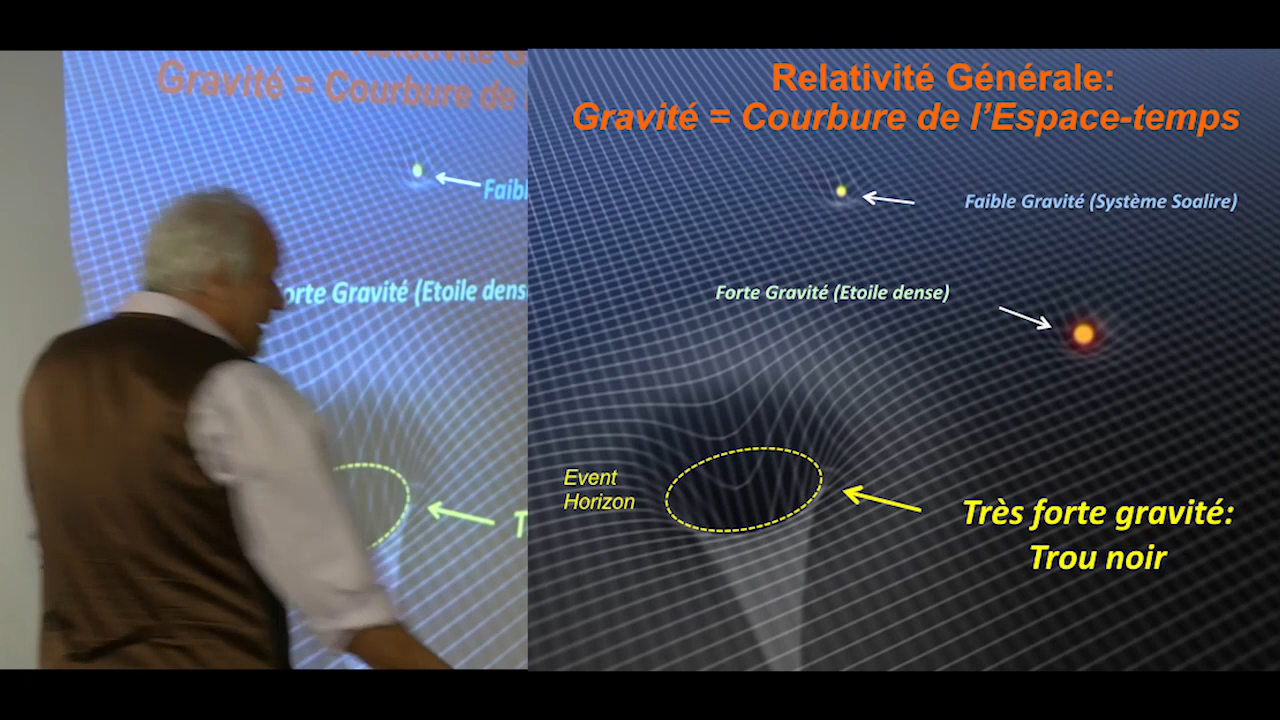 Relativité G
Gravité = Courbure de
Faibl
orte Gravité (Etoile dens
T
Relativité Générale:
Gravité = Courbure de l'Espace-temps
Faible Gravité (Système Soalire)
Forte Gravité (Etoile dense)
Event
Horizon
Très forte gravité:
Trou noir